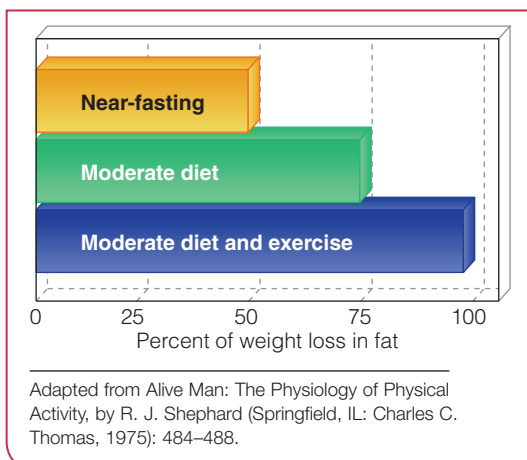 Near-fasting
Moderate diet
Moderate diet and exercise
0 25 50 75 100
Percent of weight loss in fat
Adapted from Alive Man: The Physiology of Physical
Activity, by R. J. Shephard (Springfield, IL: Charles C.
Thomas, 1975): 484–488.